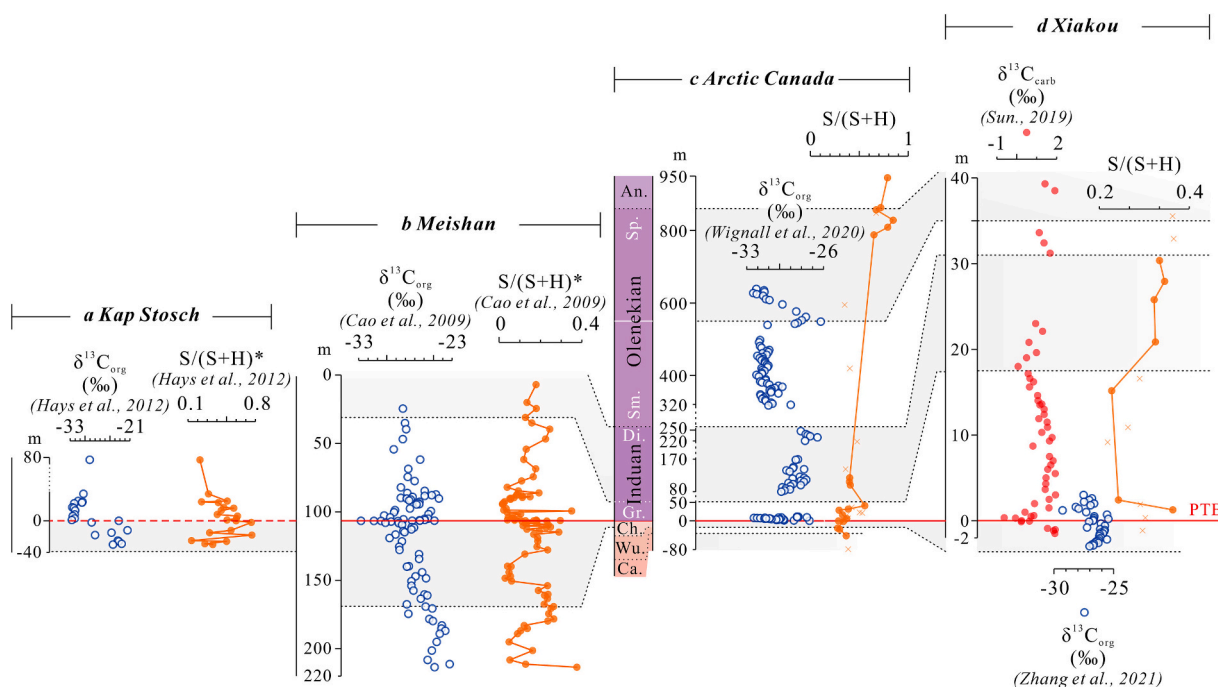 a Kap Stosch
δ13Corg
(‰)
(Hays et al., 2012)
-33 -21
S/(S+H)*
(Hays et al., 2012)
0.1 0.8
m
80
0
-40
b Meishan
δ13Corg
(‰)
(Cao et al., 2009)
-33 -23
S/(S+H)*
(Cao et al., 2009)
0 0.4
m
0
50
100
150
200
220
c Arctic Canada
An.
Sp.
Olenekian
Sm.
Di.
Induan
Gr.
Ch.
Wu.
Ca.
m
950
800
600
400
320
250
220
170
80
50
0
-80
δ13Corg
(‰)
(Wignall et al., 2020)
-33 -26
S/(S+H)
0 1
d Xiakou
δ13Ccarb
(‰)
(Sun., 2019)
-1 2
m
40
30
20
10
0
-2
S/(S+H)
0.2 0.4
PTB
-30 -25
δ13Corg
(‰)
(Zhang et al., 2021)